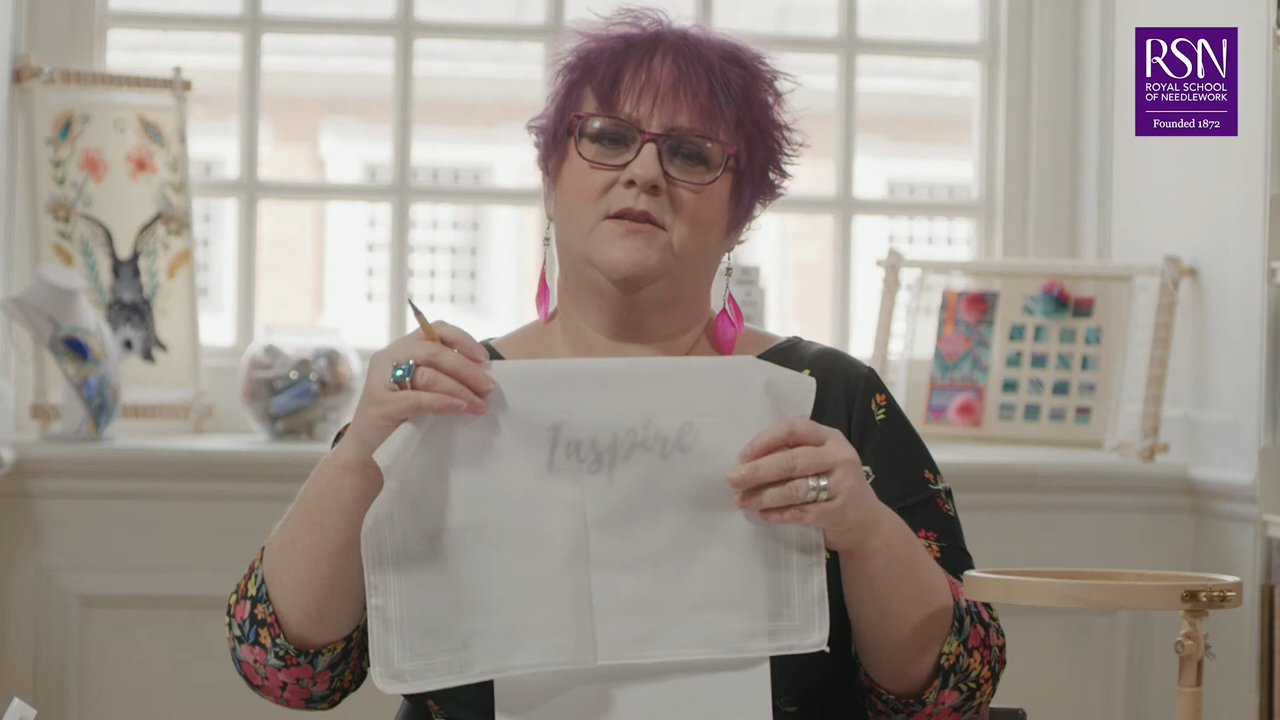 RSN
ROYAL SCHOOL
OF NEEDLEWORK
Founded 1872
Inspire